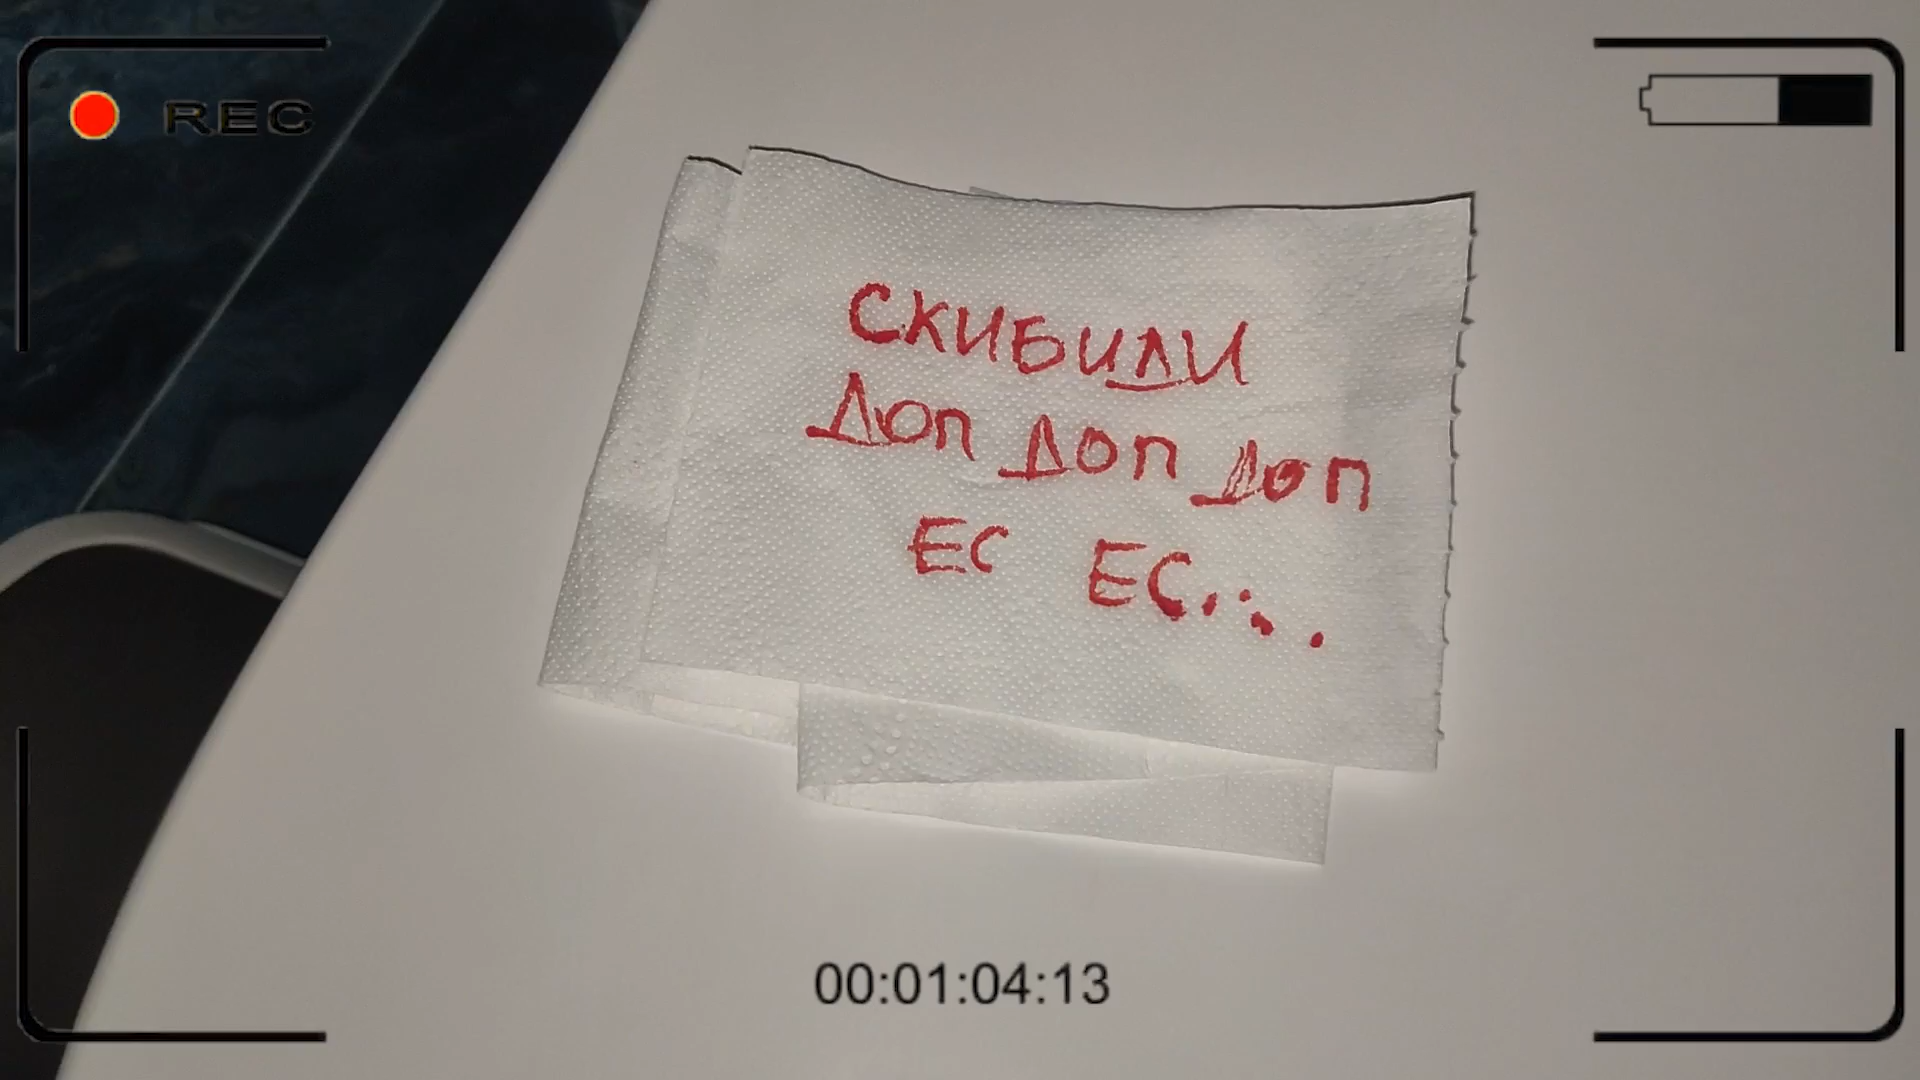 REC
СКИБИДИ
ДОП ДОП ДОП
ЕС ЕС.....
00:01:04:13